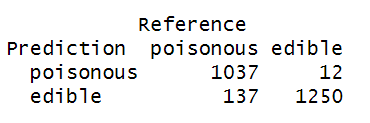 Reference
Prediction poisonous edible
poisonous 1037 12
edible 137 1250